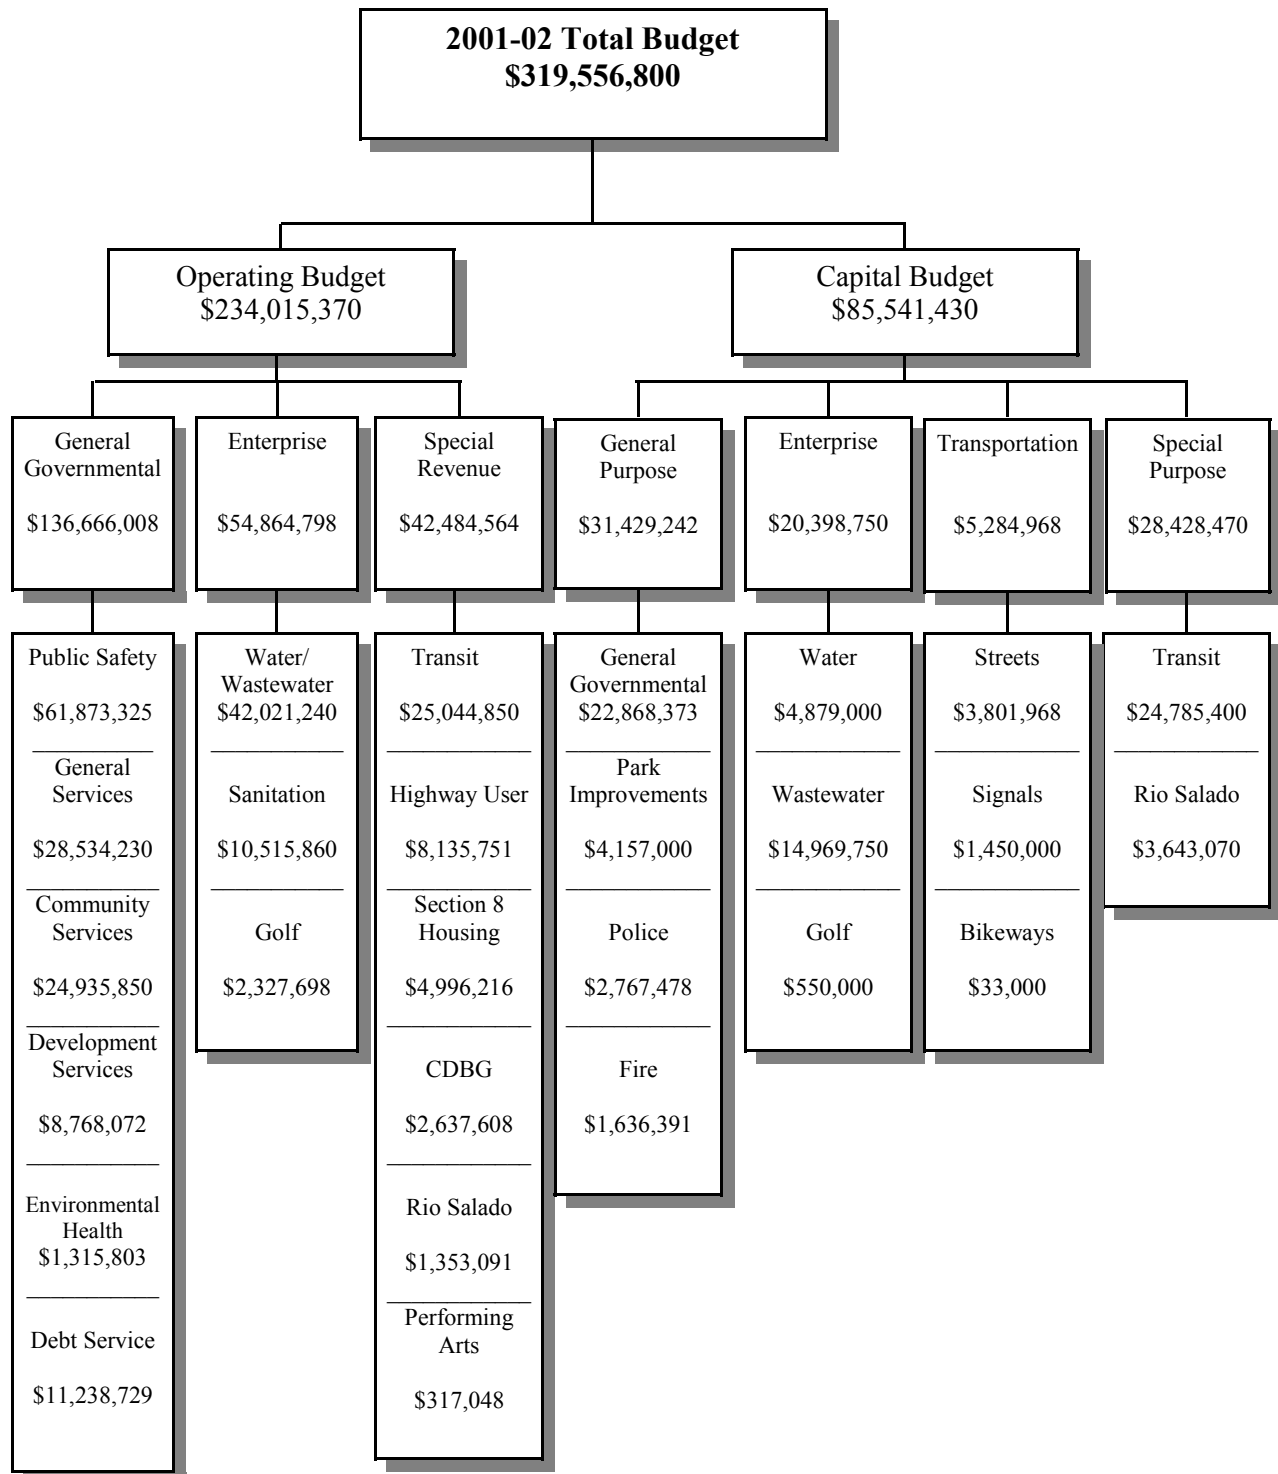 2001-02 Total Budget
$319,556,800
Operating Budget
$234,015,370
Capital Budget
$85,541,430
General
Governmental
$136,666,008
Enterprise
$54,864,798
Special
Revenue
$42,484,564
General
Purpose
$31,429,242
Enterprise
$20,398,750
Transportation
$5,284,968
Special
Purpose
$28,428,470
Public Safety
$61,873,325
General
Services
$28,534,230
Community
Services
$24,935,850
Development
Services
$8,768,072
Environmental
Health
$1,315,803
Debt Service
$11,238,729
Water/
Wastewater
$42,021,240
Sanitation
$10,515,860
Golf
$2,327,698
Transit
$25,044,850
Highway User
$8,135,751
Section 8
Housing
$4,996,216
CDBG
$2,637,608
Rio Salado
$1,353,091
Performing
Arts
$317,048
General
Governmental
$22,868,373
Park
Improvements
$4,157,000
Police
$2,767,478
Fire
$1,636,391
Water
$4,879,000
Wastewater
$14,969,750
Golf
$550,000
Streets
$3,801,968
Signals
$1,450,000
Bikeways
$33,000
Transit
$24,785,400
Rio Salado
$3,643,070